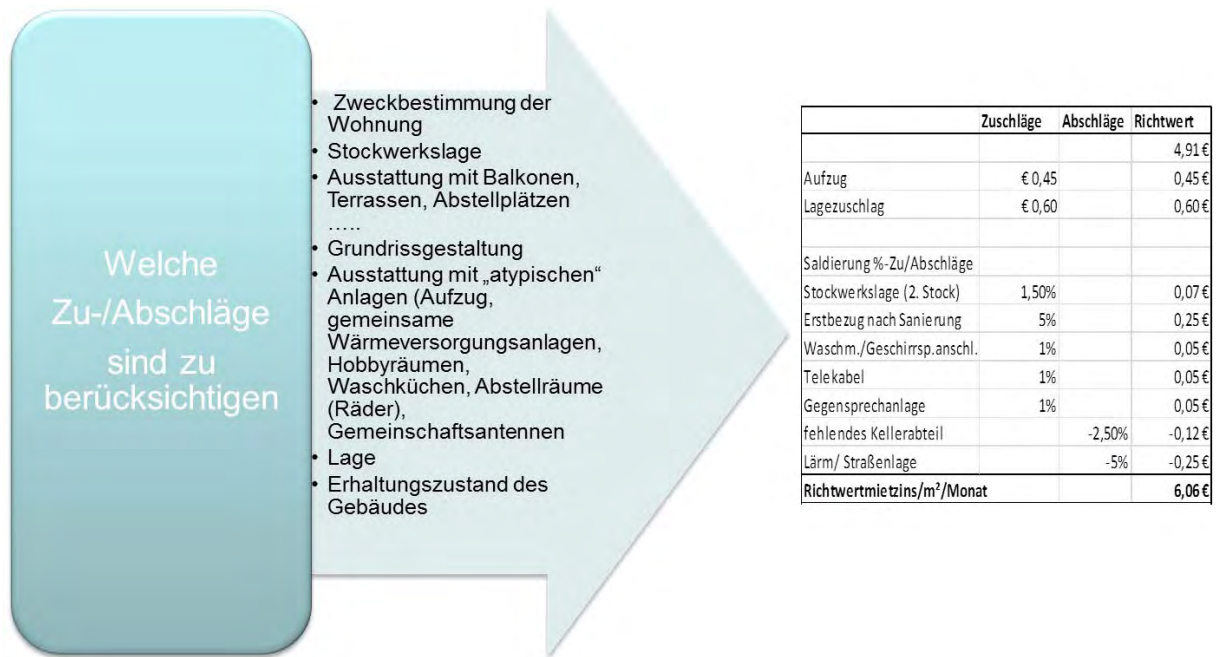 Welche
Zu-/Abschläge
sind zu
berücksichtigen
• Zweckbestimmung der
Wohnung
• Stockwerkslage
• Ausstattung mit Balkonen,
Terrassen, Abstellplätzen
…..
• Grundrissgestaltung
• Ausstattung mit „atypischen“
Anlagen (Aufzug,
gemeinsame
Wärmeversorgungsanlagen,
Hobbyräumen,
Waschküchen, Abstellräume
(Räder),
Gemeinschaftsantennen
• Lage
• Erhaltungszustand des
Gebäudes
Zuschläge Abschläge Richtwert
4,91 €
Aufzug € 0,45 0,45 €
Lagezuschlag € 0,60 0,60 €
Saldierung %-Zu/Abschläge
Stockwerkslage (2. Stock) 1,50% 0,07 €
Erstbezug nach Sanierung 5% 0,25 €
Waschm./Geschirrsp.anschl. 1% 0,05 €
Telekabel 1% 0,05 €
Gegensprechanlage 1% 0,05 €
fehlendes Kellerabteil -2,50% -0,12 €
Lärm/ Straßenlage -5% -0,25 €
Richtwertmietzins/m²/Monat 6,06 €